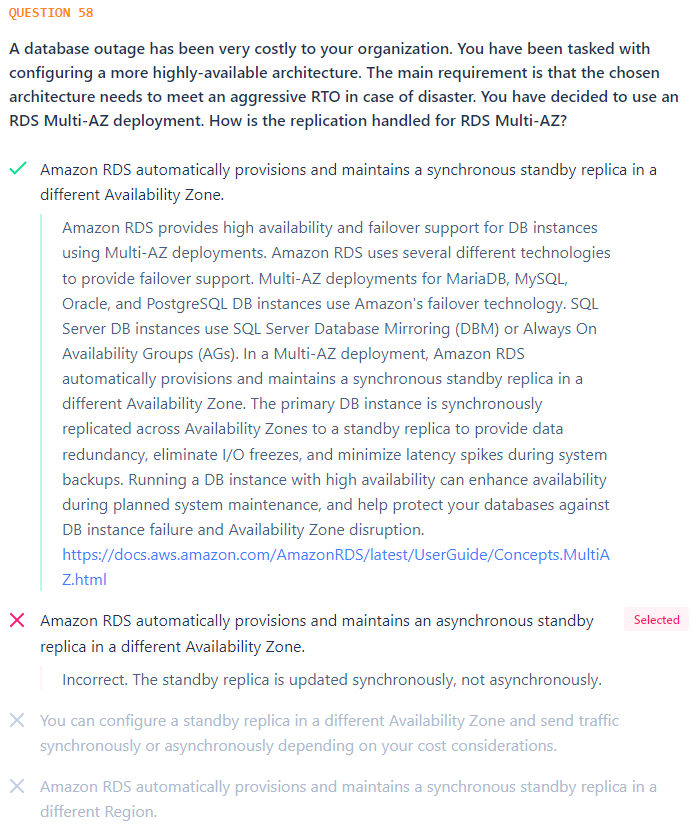 QUESTION 58
A database outage has been very costly to your organization. You have been tasked with
configuring a more highly-available architecture. The main requirement is that the chosen
architecture needs to meet an aggressive RTO in case of disaster. You have decided to use an
RDS Multi-AZ deployment. How is the replication handled for RDS Multi-AZ?
Amazon RDS automatically provisions and maintains a synchronous standby replica in a
different Availability Zone.
Amazon RDS provides high availability and failover support for DB instances
using Multi-AZ deployments. Amazon RDS uses several different technologies
to provide failover support. Multi-AZ deployments for MariaDB, MySQL,
Oracle, and PostgreSQL DB instances use Amazon's failover technology. SQL
Server DB instances use SQL Server Database Mirroring (DBM) or Always On
Availability Groups (AGs). In a Multi-AZ deployment, Amazon RDS
automatically provisions and maintains a synchronous standby replica in a
different Availability Zone. The primary DB instance is synchronously
replicated across Availability Zones to a standby replica to provide data
redundancy, eliminate I/O freezes, and minimize latency spikes during system
backups. Running a DB instance with high availability can enhance availability
during planned system maintenance, and help protect your databases against
DB instance failure and Availability Zone disruption.
https://docs.aws.amazon.com/AmazonRDS/latest/UserGuide/Concepts.MultiA
Z.html
Amazon RDS automatically provisions and maintains an asynchronous standby
replica in a different Availability Zone.
Selected
Incorrect. The standby replica is updated synchronously, not asynchronously.
You can configure a standby replica in a different Availability Zone and send traffic
synchronously or asynchronously depending on your cost considerations.
Amazon RDS automatically provisions and maintains a synchronous standby replica in a
different Region.